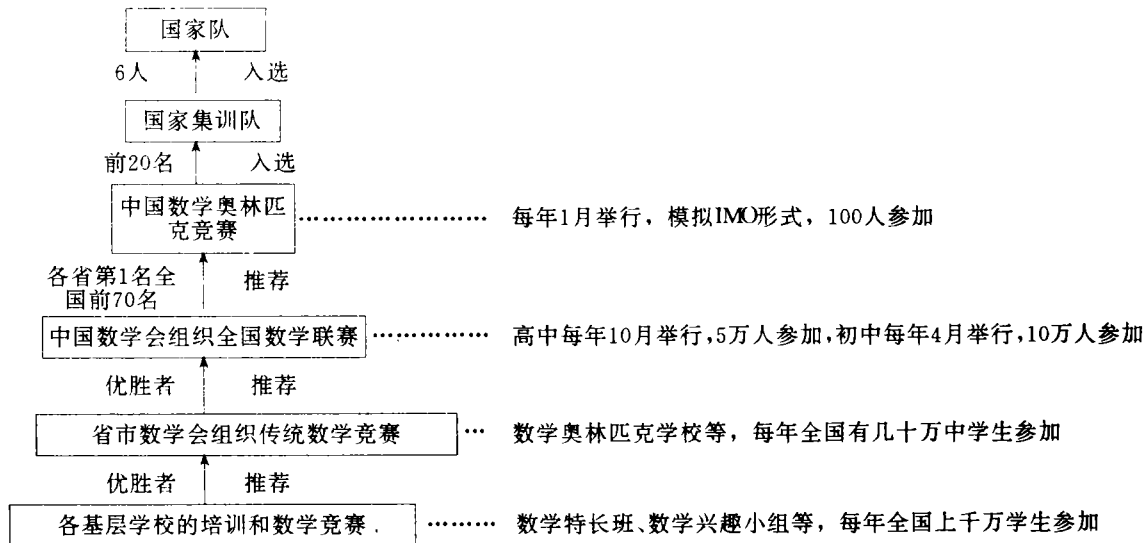 国家队
6人 入选
国家集训队
前20名 入选
中国数学奥林匹
克竞赛
…………………… 每年1月举行，模拟IMO形式，100人参加
各省第1名全
国前70名 推荐
中国数学会组织全国数学联赛 …………… 高中每年10月举行,5万人参加,初中每年4月举行,10万人参加
优胜者 推荐
省市数学会组织传统数学竞赛 … 数学奥林匹克学校等，每年全国有几十万中学生参加
优胜者 推荐
各基层学校的培训和数学竞赛． ……… 数学特长班、数学兴趣小组等，每年全国上千万学生参加